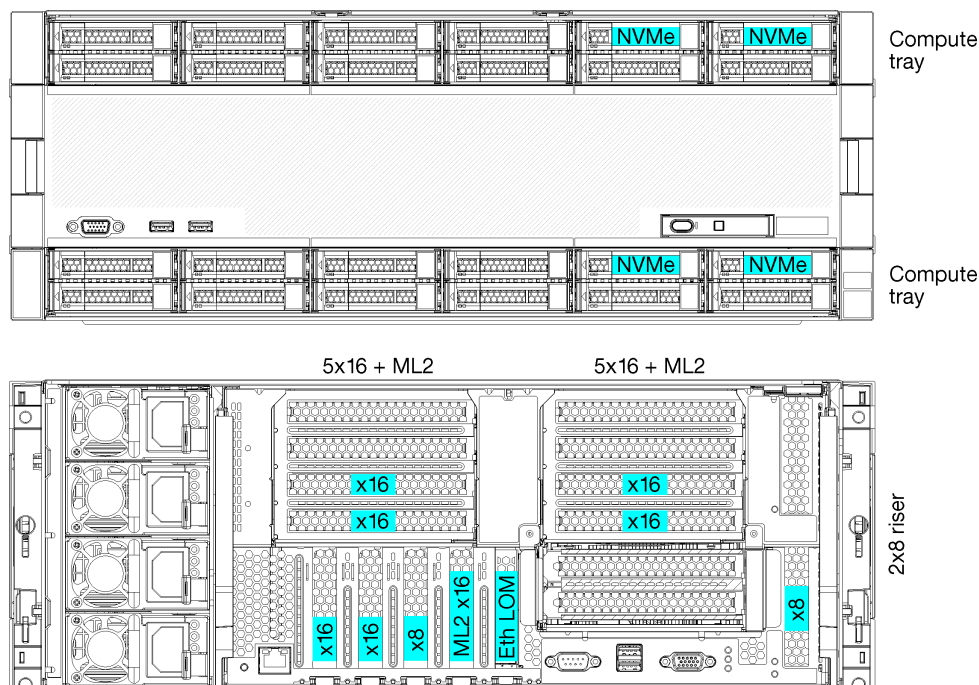 NVMe NVMe
Compute
tray
NVMe NVMe
Compute
tray
5x16 + ML2 5x16 + ML2
x16 x16
x16 x16
2x8 riser
x16 x16 x8 ML2 x16 Eth LOM x8